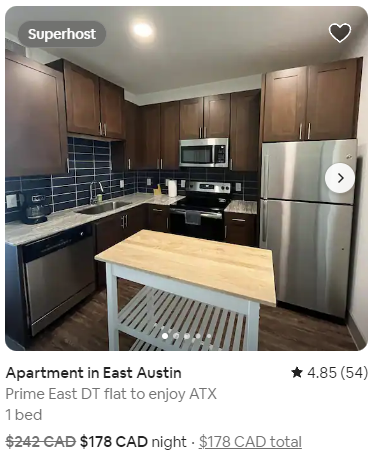 Superhost
Apartment in East Austin ★ 4.85 (54)
Prime East DT flat to enjoy ATX
1 bed
$242 CAD $178 CAD night · $178 CAD total